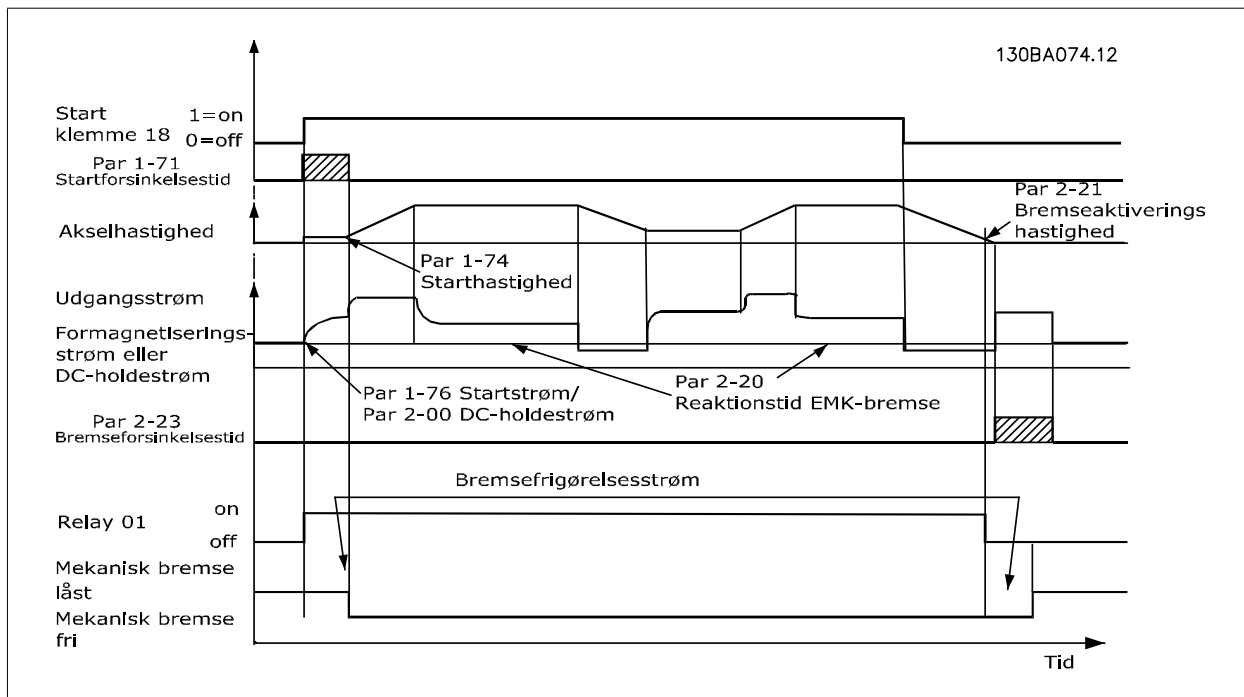 130BA074.12
Start 1=on
klemme 18 0=off
Par 1-71
Startforsinkelsestid
Par 2-21
Bremseaktiverings
hastighed
Akselhastighed
Par 1-74
Starthastighed
Udgangsstrøm
Formagnetiserings-
strøm eller
DC-holdestrøm
Par 1-76 Startstrøm/
Par 2-00 DC-holdestrøm
Par 2-20
Reaktionstid EMK-bremse
Par 2-23
Bremseforsinkelsestid
Bremsefrigørelsesstrøm
on
Relay 01
off
Mekanisk bremse
låst
Mekanisk bremse
fri
Tid